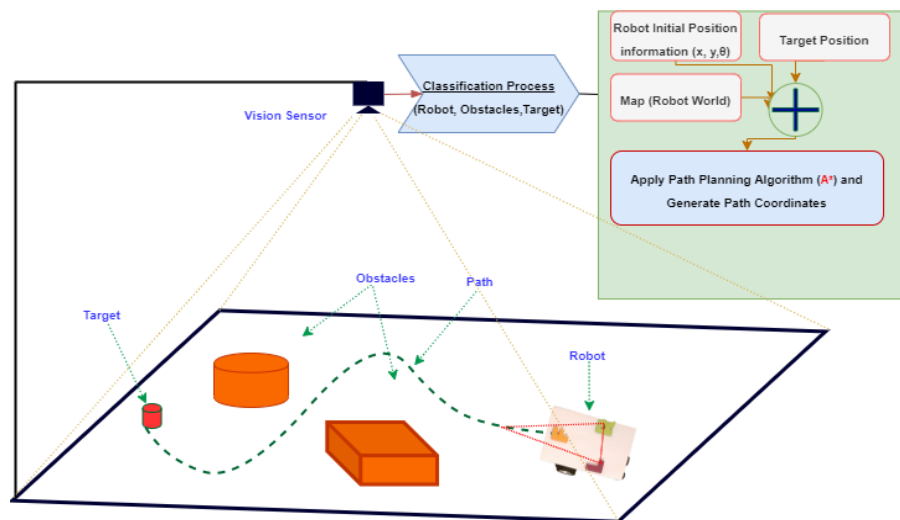 Robot Initial Position
information (x, y,θ)
Target Position
Classification Process
(Robot, Obstacles,Target)
Map (Robot World)
Vision Sensor
Apply Path Planning Algorithm (A*) and
Generate Path Coordinates
Obstacles
Path
Target
Robot